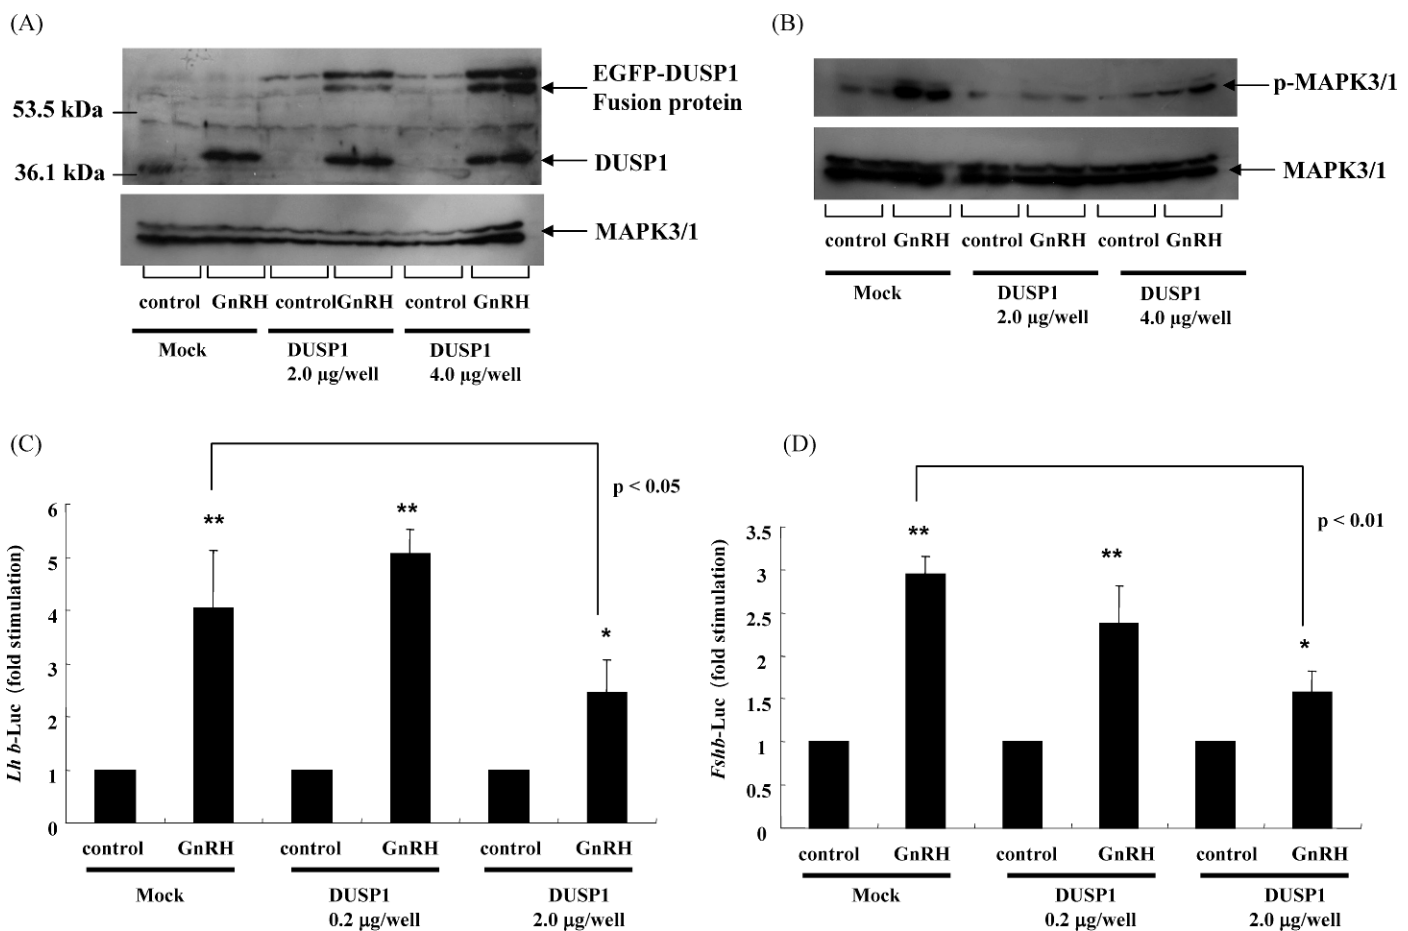 (A)
EGFP-DUSP1
Fusion protein
53.5 kDa
DUSP1
36.1 kDa
MAPK3/1
control GnRH controlGnRH control GnRH
Mock DUSP1 DUSP1
2.0 µg/well 4.0 µg/well
(B)
p-MAPK3/1
MAPK3/1
control GnRH control GnRH control GnRH
Mock DUSP1 DUSP1
2.0 µg/well 4.0 µg/well
(C)
p < 0.05
Lh b-Luc (fold stimulation)
6
5
4
3
2
1
0
**
**
*
control GnRH control GnRH control GnRH
Mock DUSP1 DUSP1
0.2 µg/well 2.0 µg/well
(D)
p < 0.01
Fshb-Luc (fold stimulation)
3.5
3
2.5
2
1.5
1
0.5
0
**
**
*
control GnRH control GnRH control GnRH
Mock DUSP1 DUSP1
0.2 µg/well 2.0 µg/well